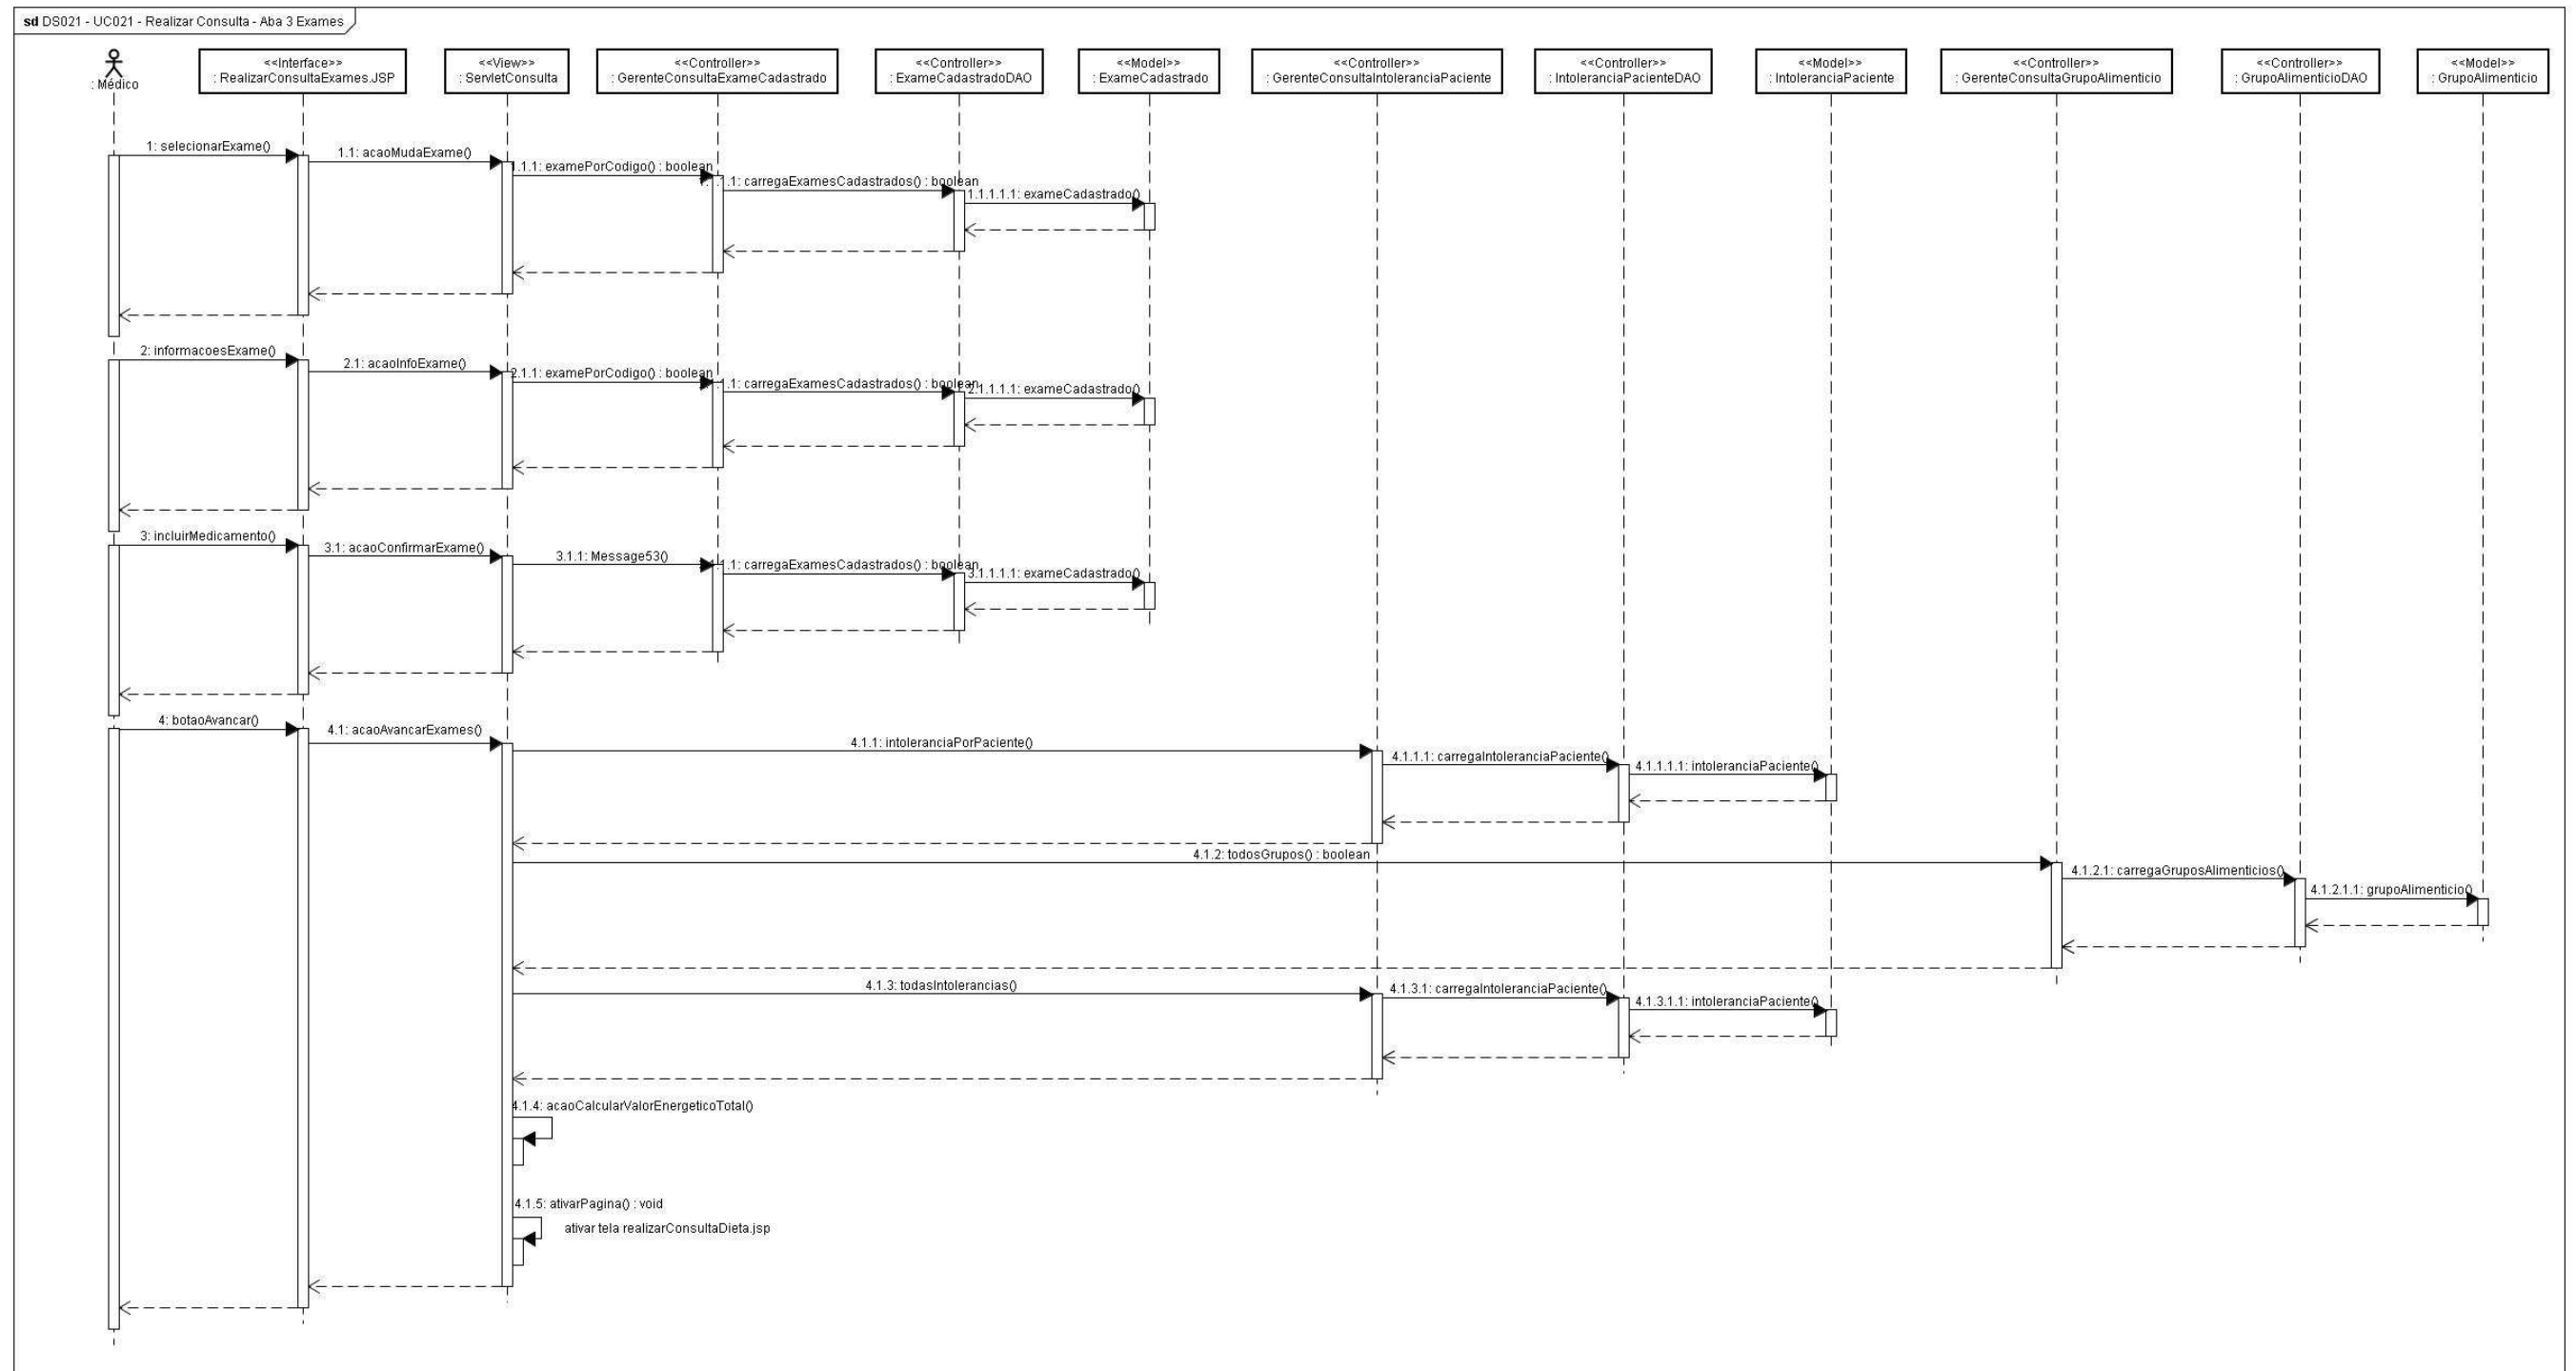 sd DS021 - UC021 - Realizar Consulta - Aba 3 Exames
: Médico
<<Interface>>
: RealizarConsultaExames.JSP
<<View>>
: ServletConsulta
<<Controller>>
: GerenteConsultaExameCadastrado
<<Controller>>
: ExameCadastradoDAO
<<Model>>
: ExameCadastrado
<<Controller>>
: GerenteConsultaIntoleranciaPaciente
<<Controller>>
: IntoleranciaPacienteDAO
<<Model>>
: IntoleranciaPaciente
<<Controller>>
: GerenteConsultaGrupoAlimenticio
<<Controller>>
: GrupoAlimenticioDAO
<<Model>>
: GrupoAlimenticio
1: selecionarExame()
1.1: acaoMudaExame()
1.1.1: examePorCodigo() : boolean
1.1: carregaExamesCadastrados() : boolean
1.1.1.1.1: exameCadastrado()
2: informacoesExame()
2.1: acaoInfoExame()
2.1.1: examePorCodigo() : boolean
.1.1: carregaExamesCadastrados() : boolean
2.1.1.1.1: exameCadastrado()
3: incluirMedicamento()
3.1: acaoConfirmarExame()
3.1.1: Message53()
.1.1: carregaExamesCadastrados() : boolean
3.1.1.1.1: exameCadastrado()
4: botaoAvancar()
4.1: acaoAvancarExames()
4.1.1: intoleranciaPorPaciente()
4.1.1.1: carregaIntoleranciaPaciente()
4.1.1.1.1: intoleranciaPaciente()
4.1.2: todosGrupos() : boolean
4.1.2.1: carregaGruposAlimenticios()
4.1.2.1.1: grupoAlimenticio()
4.1.3: todasIntolerancias()
4.1.3.1: carregaIntoleranciaPaciente()
4.1.3.1.1: intoleranciaPaciente()
4.1.4: acaoCalcularValorEnergeticoTotal()
4.1.5: ativarPagina() : void
ativar tela realizarConsultaDieta.jsp